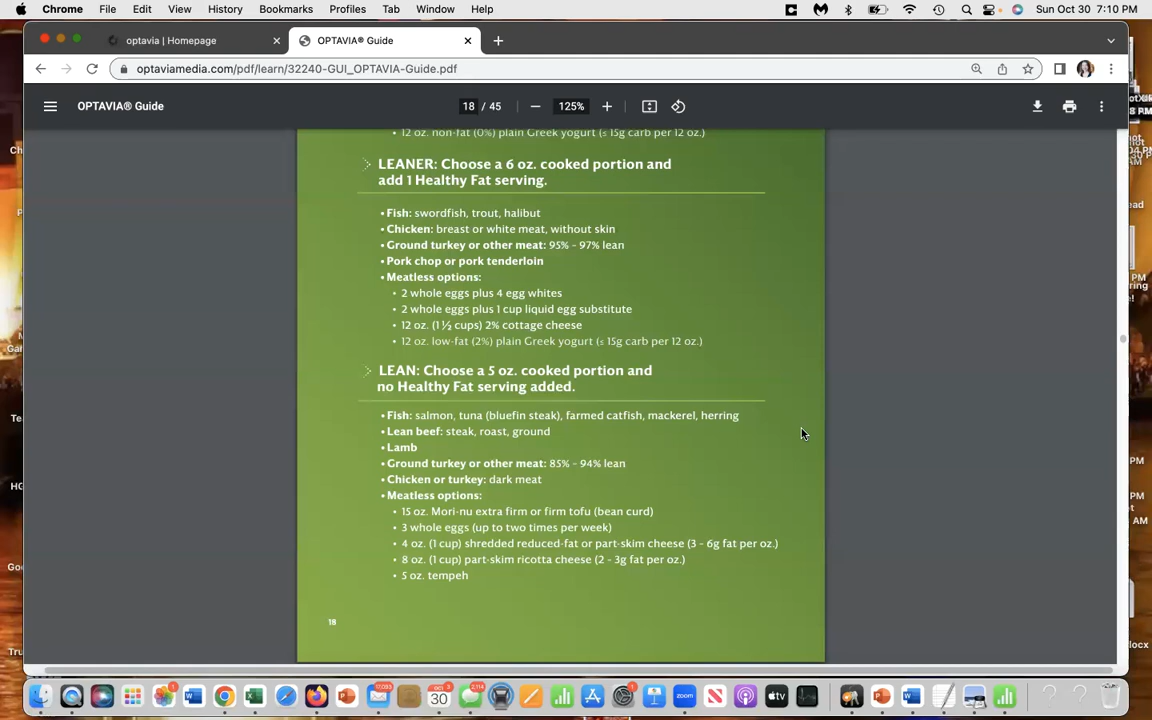 Chrome File Edit View History Bookmarks Profiles Tab Window Help Sun Oct 30 7:10 PM
optavia | Homepage
OPTAVIA® Guide
optaviamedia.com/pdf/learn/32240-GUI_OPTAVIA-Guide.pdf
OPTAVIA® Guide 18 / 45 125%
• 12 oz. non-fat (0%) plain Greek yogurt (≤ 15g carb per 12 oz.)
LEANER: Choose a 6 oz. cooked portion and
add 1 Healthy Fat serving.
• Fish: swordfish, trout, halibut
• Chicken: breast or white meat, without skin
• Ground turkey or other meat: 95% – 97% lean
• Pork chop or pork tenderloin
• Meatless options:
• 2 whole eggs plus 4 egg whites
• 2 whole eggs plus 1 cup liquid egg substitute
• 12 oz. (1 ½ cups) 2% cottage cheese
• 12 oz. low-fat (2%) plain Greek yogurt (≤ 15g carb per 12 oz.)
LEAN: Choose a 5 oz. cooked portion and
no Healthy Fat serving added.
• Fish: salmon, tuna (bluefin steak), farmed catfish, mackerel, herring
• Lean beef: steak, roast, ground
• Lamb
• Ground turkey or other meat: 85% – 94% lean
• Chicken or turkey: dark meat
• Meatless options:
• 15 oz. Mori-nu extra firm or firm tofu (bean curd)
• 3 whole eggs (up to two times per week)
• 4 oz. (1 cup) shredded reduced-fat or part-skim cheese (3 – 6g fat per oz.)
• 8 oz. (1 cup) part-skim ricotta cheese (2 – 3g fat per oz.)
• 5 oz. tempeh
18
OCT
30
zoom
tv